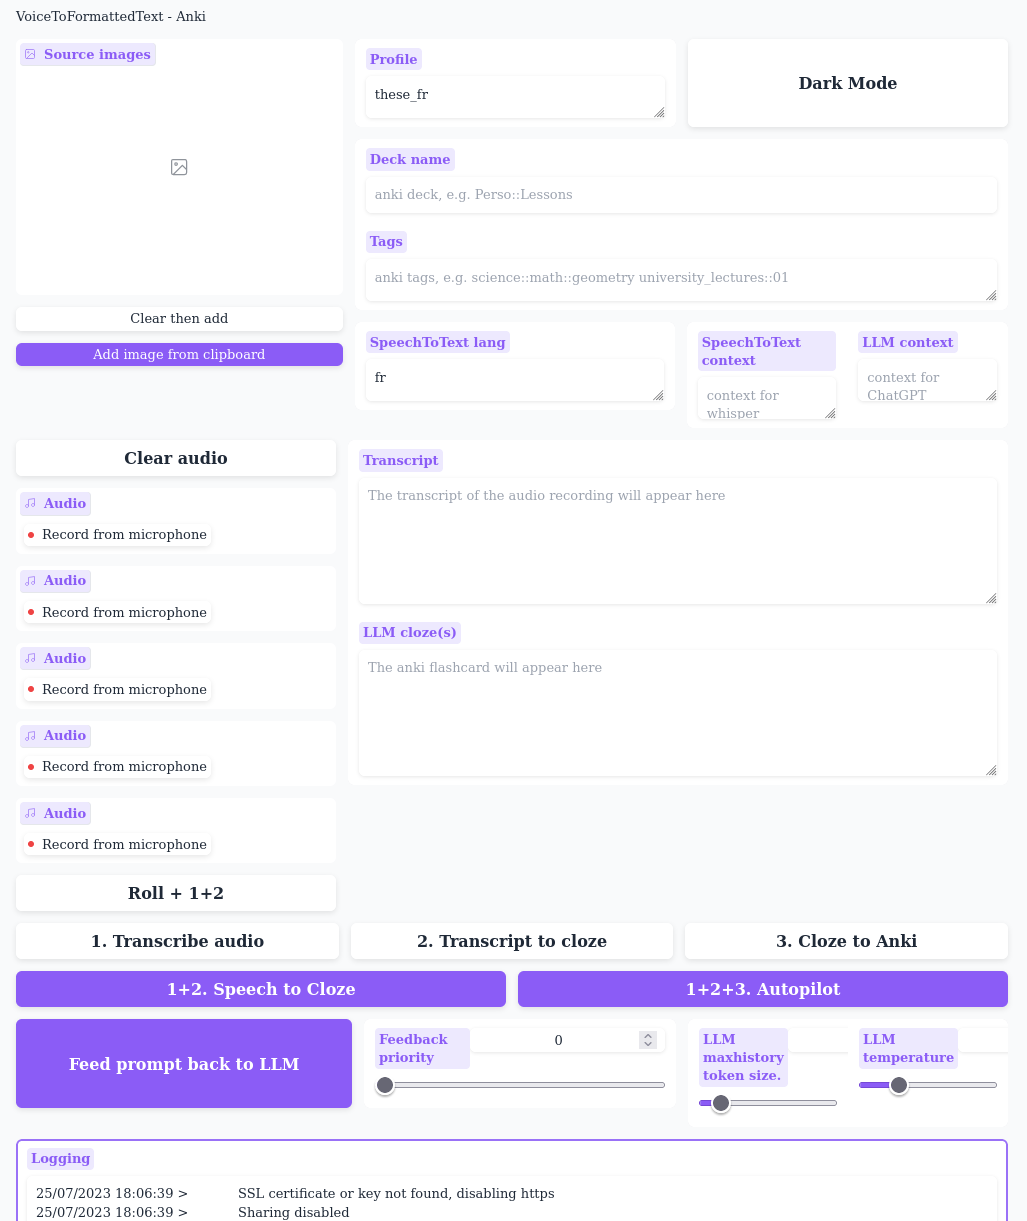 VoiceToFormattedText - Anki
Source images
Clear then add
Add image from clipboard
Profile
these_fr
Dark Mode
Deck name
anki deck, e.g. Perso::Lessons
Tags
anki tags, e.g. science::math::geometry university_lectures::01
SpeechToText lang
fr
SpeechToText
context
context for
whisper
LLM context
context for
ChatGPT
Clear audio
Audio
Record from microphone
Audio
Record from microphone
Audio
Record from microphone
Audio
Record from microphone
Audio
Record from microphone
Roll + 1+2
Transcript
The transcript of the audio recording will appear here
LLM cloze(s)
The anki flashcard will appear here
1. Transcribe audio
2. Transcript to cloze
3. Cloze to Anki
1+2. Speech to Cloze
1+2+3. Autopilot
Feed prompt back to LLM
Feedback
priority
0
LLM
maxhistory
token size.
LLM
temperature
Logging
25/07/2023 18:06:39 > SSL certificate or key not found, disabling https
25/07/2023 18:06:39 > Sharing disabled